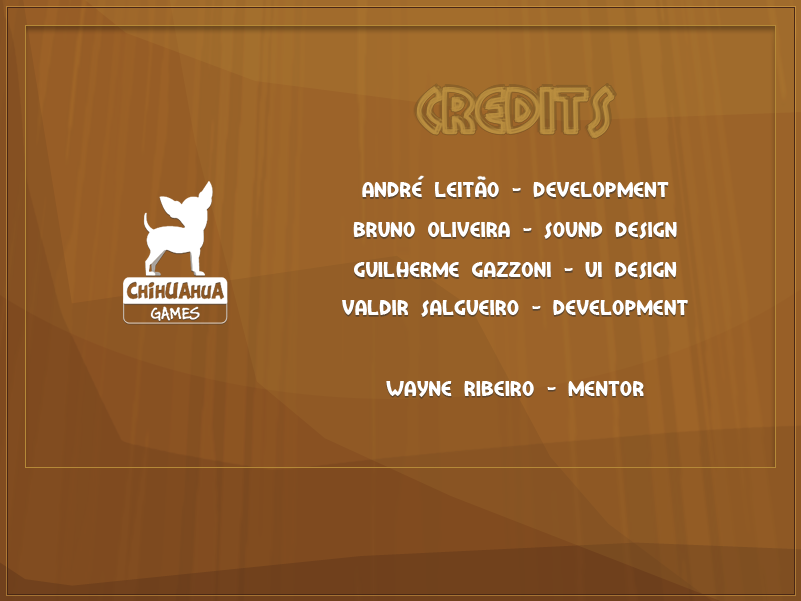 CREDITS
ANDRÉ LEITÃO - DEVELOPMENT
BRUNO OLIVEIRA - SOUND DESIGN
GUILHERME GAZZONI - UI DESIGN
VALDIR SALGUEIRO - DEVELOPMENT
WAYNE RIBEIRO - MENTOR
CHIHUAHUA
GAMES